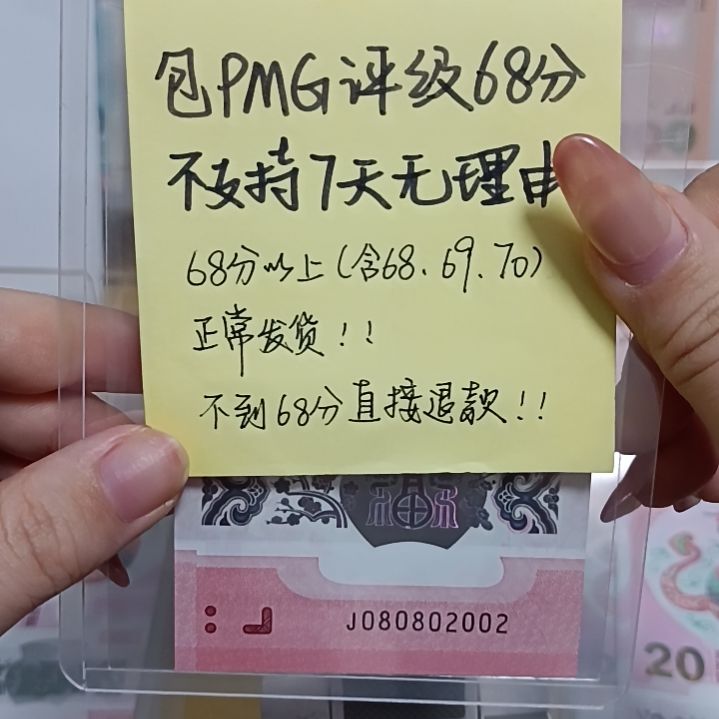 包PMG评级68分
不支持7天无理由
68分以上(含68、69、70)
正常发货!!
不到68分直接退款!!
J080802002
20